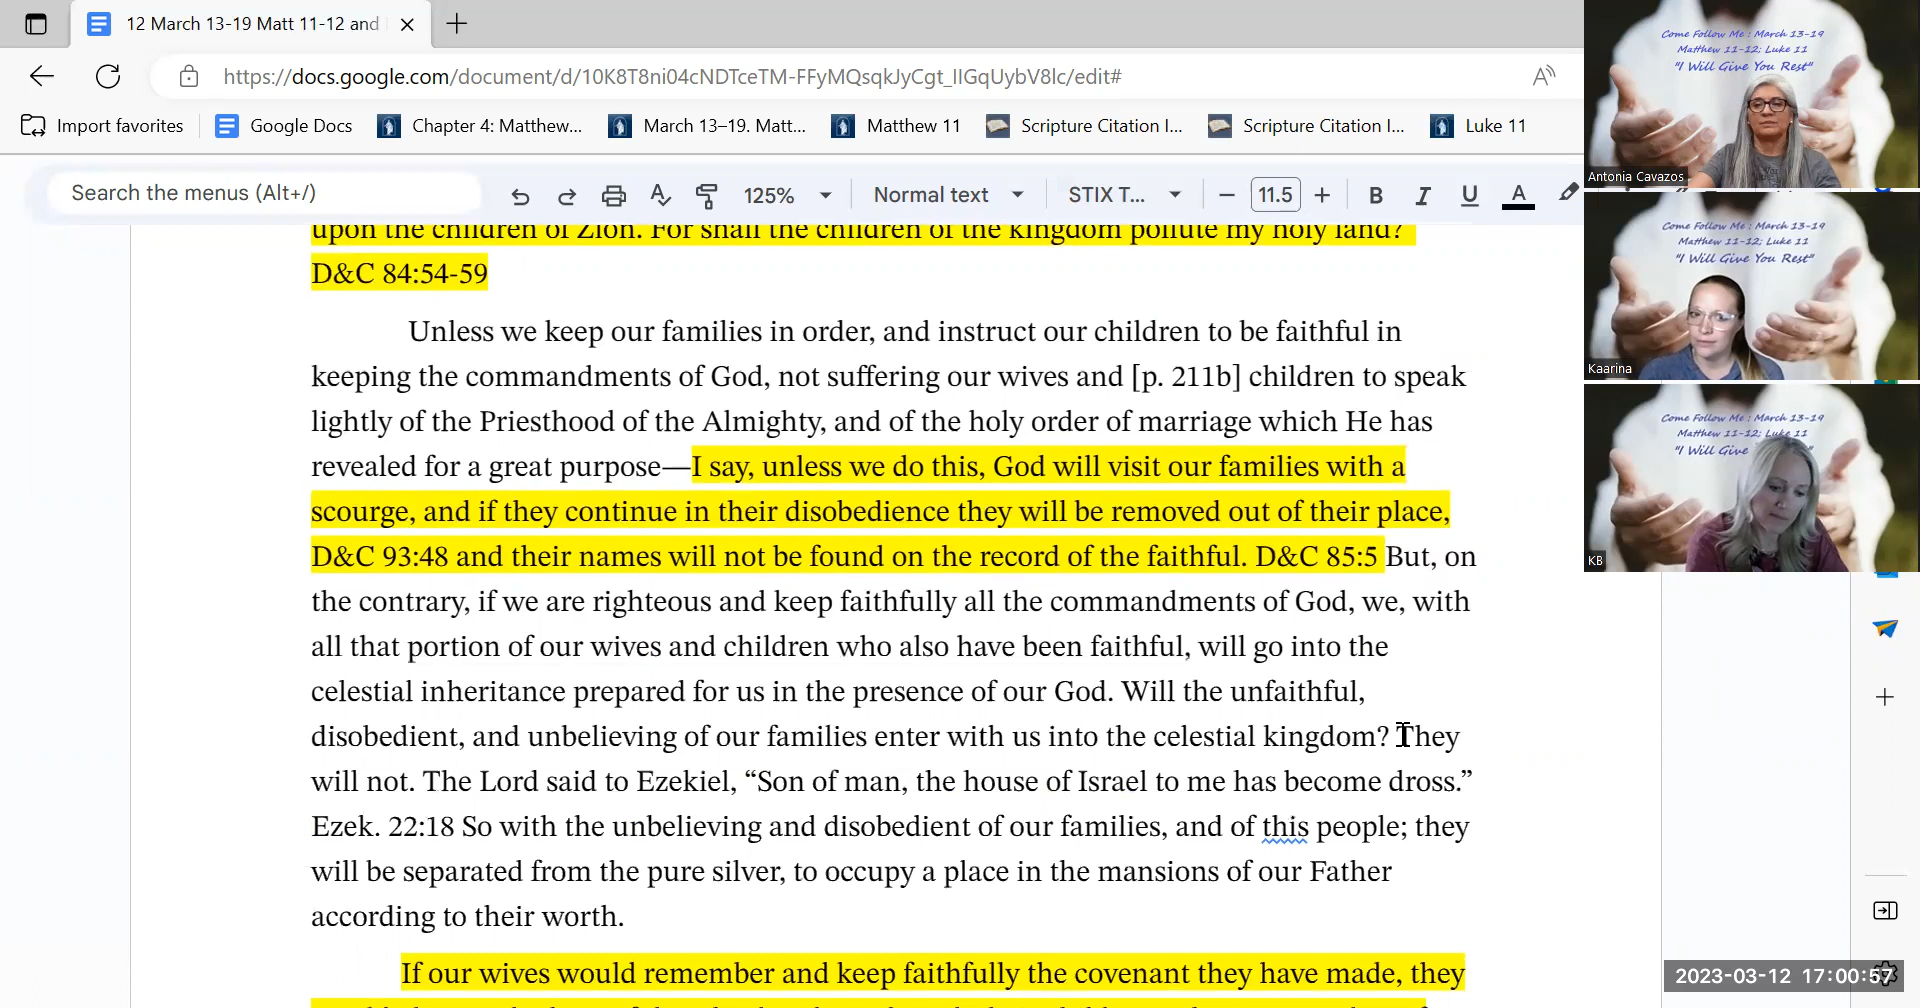 12 March 13-19 Matt 11-12 and
https://docs.google.com/document/d/10K8T8ni04cNDTceTM-FFyMQsqkJyCgt_IIGqUybV8lc/edit#
Import favorites
Google Docs
Chapter 4: Matthew...
March 13–19. Matt...
Matthew 11
Scripture Citation I...
Scripture Citation I...
Luke 11
Search the menus (Alt+/)
125%
Normal text
STIX T...
11.5
B
I
U
A
upon the children of Zion. For shall the children of the kingdom pollute my holy land?
D&C 84:54-59
Unless we keep our families in order, and instruct our children to be faithful in
keeping the commandments of God, not suffering our wives and [p. 211b] children to speak
lightly of the Priesthood of the Almighty, and of the holy order of marriage which He has
revealed for a great purpose—I say, unless we do this, God will visit our families with a
scourge, and if they continue in their disobedience they will be removed out of their place,
D&C 93:48 and their names will not be found on the record of the faithful. D&C 85:5 But, on
the contrary, if we are righteous and keep faithfully all the commandments of God, we, with
all that portion of our wives and children who also have been faithful, will go into the
celestial inheritance prepared for us in the presence of our God. Will the unfaithful,
disobedient, and unbelieving of our families enter with us into the celestial kingdom? They
will not. The Lord said to Ezekiel, “Son of man, the house of Israel to me has become dross.”
Ezek. 22:18 So with the unbelieving and disobedient of our families, and of this people; they
will be separated from the pure silver, to occupy a place in the mansions of our Father
according to their worth.
If our wives would remember and keep faithfully the covenant they have made, they
Come Follow Me: March 13-19
Matthew 11-12; Luke 11
"I Will Give You Rest"
Antonia Cavazos
Come Follow Me: March 13-19
Matthew 11-12; Luke 11
"I Will Give You Rest"
Kaarina
Come Follow Me: March 13-19
Matthew 11-12; Luke 11
"I Will Give
KB
2023-03-12 17:00:57